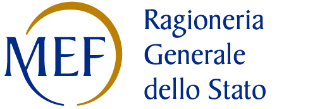 MEF
Ragioneria
Generale
dello Stato